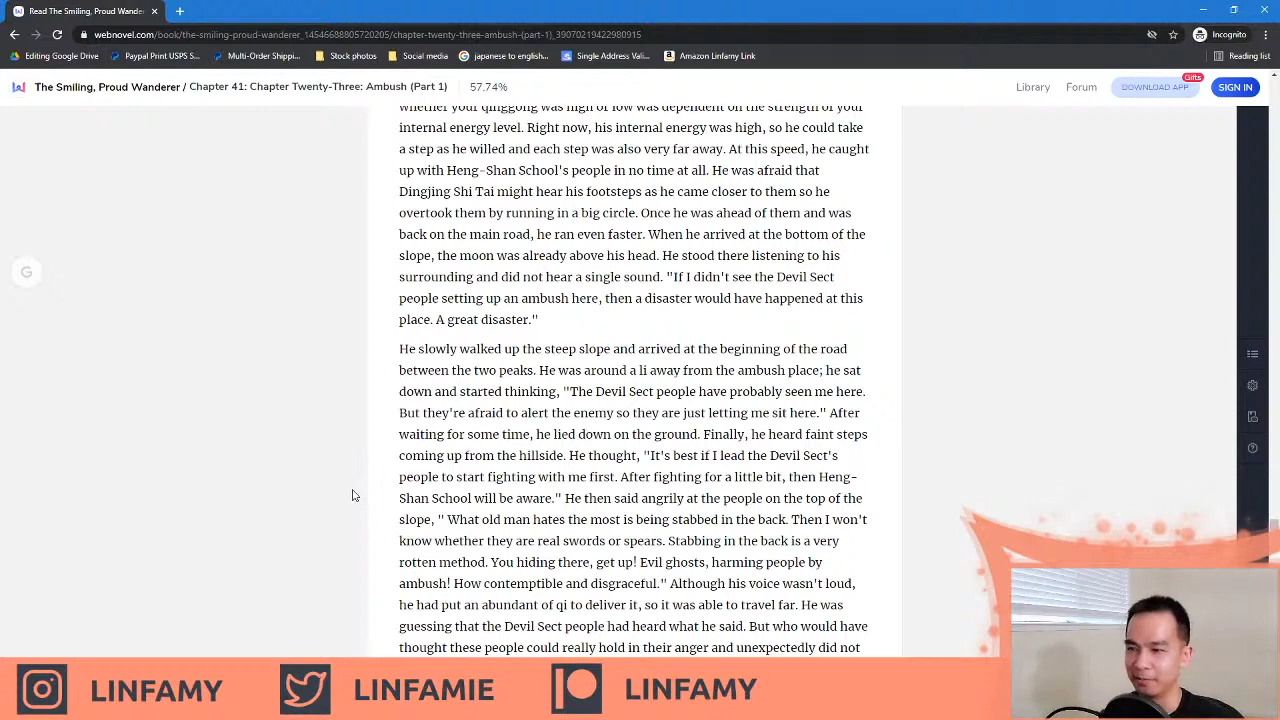 Read The Smiling, Proud Wander
webnovel.com/book/the-smiling-proud-wanderer_14546688805720205/chapter-twenty-three-ambush-(part-1)_39070219422980915
Incognito
Editing Google Drive
Paypal Print USPS S...
Multi-Order Shippi...
Stock photos
Social media
japanese to english...
Single Address Vali...
Amazon Linfamy Link
Reading list
The Smiling, Proud Wanderer / Chapter 41: Chapter Twenty-Three: Ambush (Part 1)
57.74%
Library
Forum
DOWNLOAD APP
Gifts
SIGN IN
whether your qinggong was high or low was dependent on the strength of your
internal energy level. Right now, his internal energy was high, so he could take
a step as he willed and each step was also very far away. At this speed, he caught
up with Heng-Shan School's people in no time at all. He was afraid that
Dingjing Shi Tai might hear his footsteps as he came closer to them so he
overtook them by running in a big circle. Once he was ahead of them and was
back on the main road, he ran even faster. When he arrived at the bottom of the
slope, the moon was already above his head. He stood there listening to his
surrounding and did not hear a single sound. "If I didn't see the Devil Sect
people setting up an ambush here, then a disaster would have happened at this
place. A great disaster."
He slowly walked up the steep slope and arrived at the beginning of the road
between the two peaks. He was around a li away from the ambush place; he sat
down and started thinking, "The Devil Sect people have probably seen me here.
But they're afraid to alert the enemy so they are just letting me sit here." After
waiting for some time, he lied down on the ground. Finally, he heard faint steps
coming up from the hillside. He thought, "It's best if I lead the Devil Sect's
people to start fighting with me first. After fighting for a little bit, then Heng-
Shan School will be aware." He then said angrily at the people on the top of the
slope, " What old man hates the most is being stabbed in the back. Then I won't
know whether they are real swords or spears. Stabbing in the back is a very
rotten method. You hiding there, get up! Evil ghosts, harming people by
ambush! How contemptible and disgraceful." Although his voice wasn't loud,
he had put an abundant of qi to deliver it, so it was able to travel far. He was
guessing that the Devil Sect people had heard what he said. But who would have
thought these people could really hold in their anger and unexpectedly did not
G
LINFAMY
LINFAMIE
LINFAMY